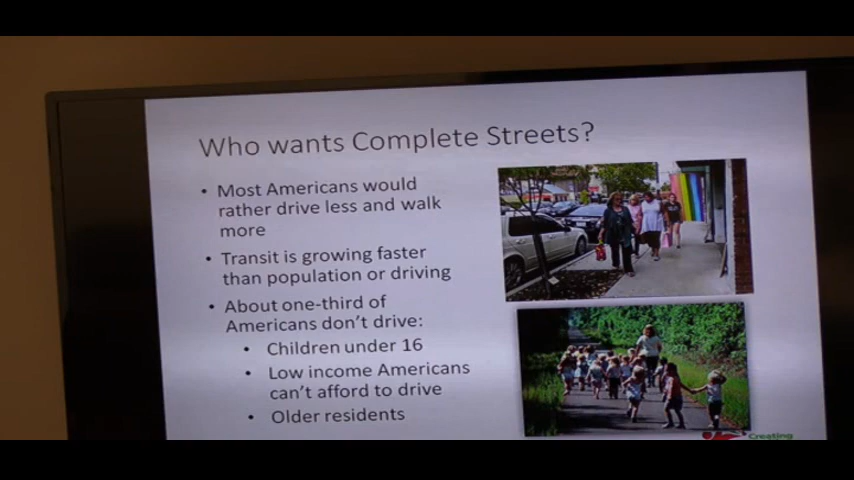 Who wants Complete Streets?
• Most Americans would
rather drive less and walk
more
• Transit is growing faster
than population or driving
• About one-third of
Americans don't drive:
• Children under 16
• Low income Americans
can't afford to drive
• Older residents
Creating